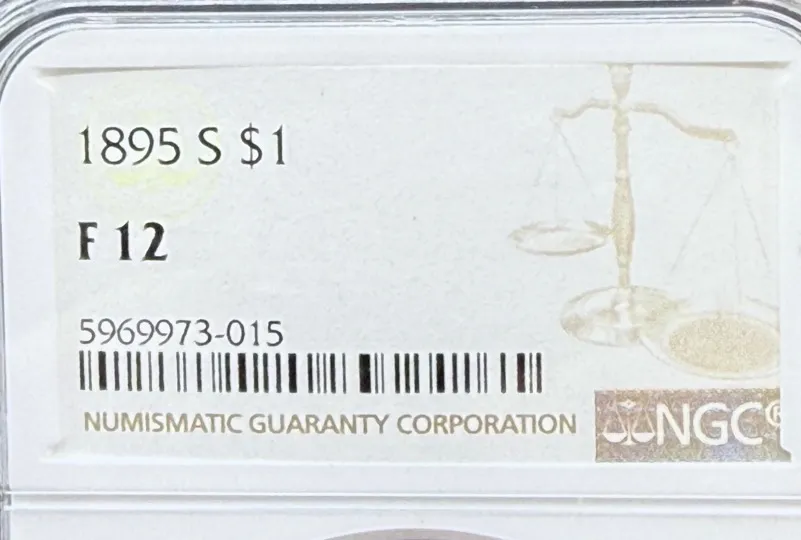 1895 S $1
F 12
5969973-015
NUMISMATIC GUARANTY CORPORATION
NGC®